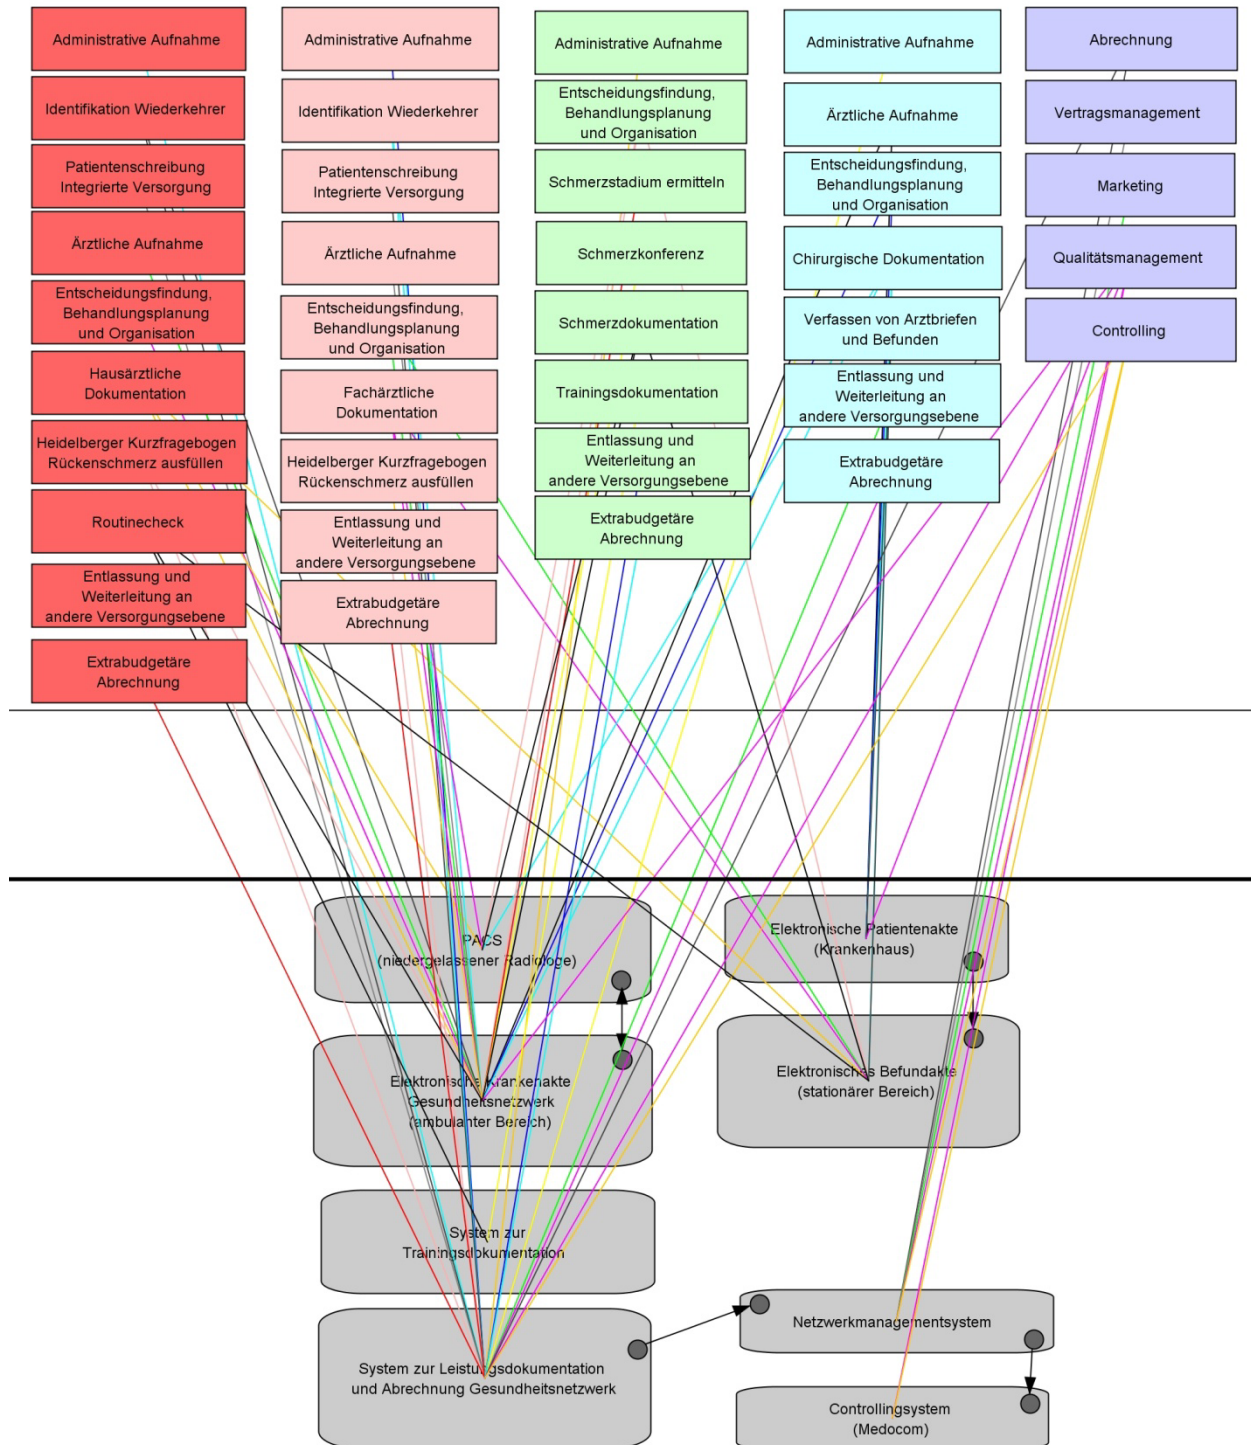 Administrative Aufnahme
Identifikation Wiederkehrer
Patientenschreibung
Integrierte Versorgung
Ärztliche Aufnahme
Entscheidungsfindung,
Behandlungsplanung
und Organisation
Hausärztliche
Dokumentation
Heidelberger Kurzfragebogen
Rückenschmerz ausfüllen
Routinecheck
Entlassung und
Weiterleitung an
andere Versorgungsebene
Extrabudgetäre
Abrechnung
Administrative Aufnahme
Identifikation Wiederkehrer
Patientenschreibung
Integrierte Versorgung
Ärztliche Aufnahme
Entscheidungsfindung,
Behandlungsplanung
und Organisation
Fachärztliche
Dokumentation
Heidelberger Kurzfragebogen
Rückenschmerz ausfüllen
Entlassung und
Weiterleitung an
andere Versorgungsebene
Extrabudgetäre
Abrechnung
Administrative Aufnahme
Entscheidungsfindung,
Behandlungsplanung
und Organisation
Schmerzstadium ermitteln
Schmerzkonferenz
Schmerzdokumentation
Trainingsdokumentation
Entlassung und
Weiterleitung an
andere Versorgungsebene
Extrabudgetäre
Abrechnung
Administrative Aufnahme
Ärztliche Aufnahme
Entscheidungsfindung,
Behandlungsplanung
und Organisation
Chirurgische Dokumentation
Verfassen von Arztbriefen
und Befunden
Entlassung und
Weiterleitung an
andere Versorgungsebene
Extrabudgetäre
Abrechnung
Abrechnung
Vertragsmanagement
Marketing
Qualitätsmanagement
Controlling
PACS
(niedergelassener Radiologe)
Elektronische Patientenakte
(Krankenhaus)
Elektronische Krankenakte
Gesundheitsnetzwerk
(ambulanter Bereich)
Elektronisches Befundakte
(stationärer Bereich)
System zur
Trainingsdokumentation
System zur Leistungsdokumentation
und Abrechnung Gesundheitsnetzwerk
Netzwerkmanagementsystem
Controllingsystem
(Medocom)